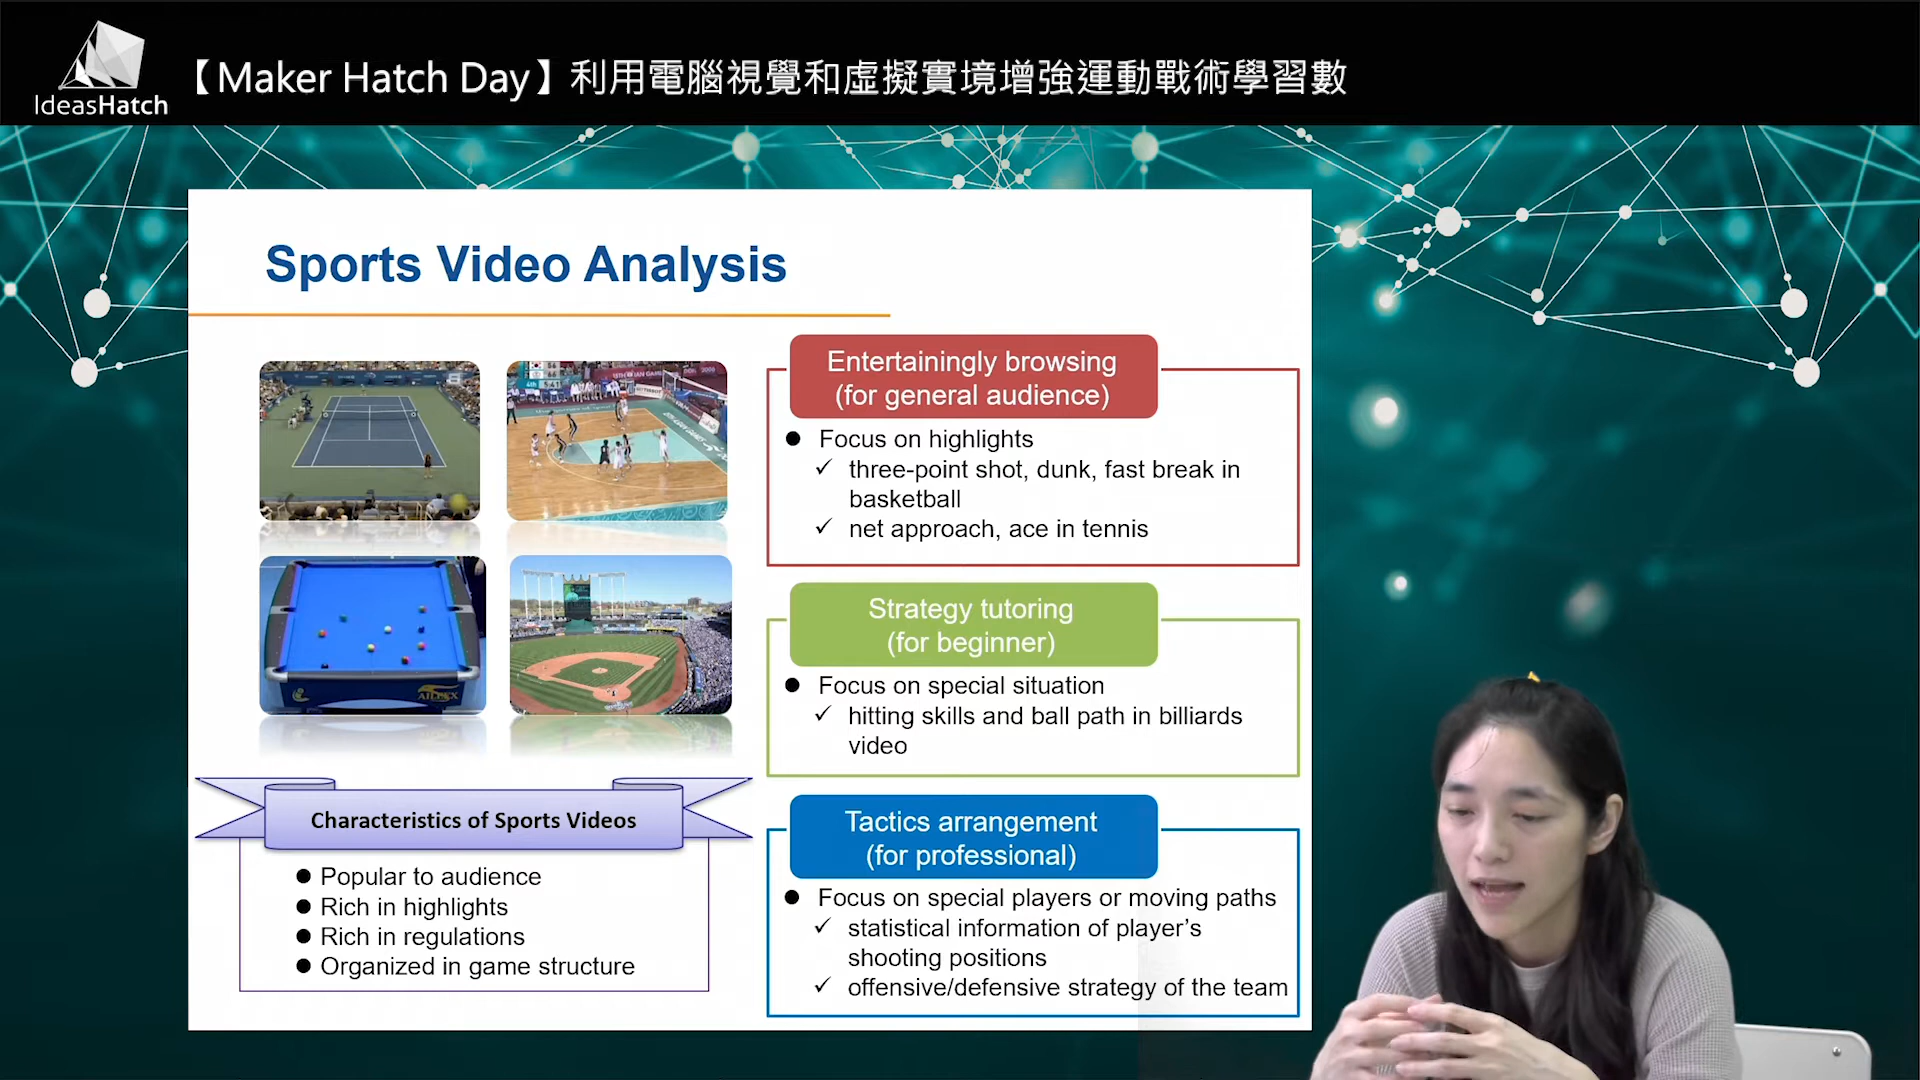 IdeasHatch
【Maker Hatch Day】利用電腦視覺和虛擬實境增強運動戰術學習數
Sports Video Analysis
Entertainingly browsing
(for general audience)
● Focus on highlights
✓ three-point shot, dunk, fast break in
basketball
✓ net approach, ace in tennis
Strategy tutoring
(for beginner)
● Focus on special situation
✓ hitting skills and ball path in billiards
video
Tactics arrangement
(for professional)
● Focus on special players or moving paths
✓ statistical information of player’s
shooting positions
✓ offensive/defensive strategy of the team
Characteristics of Sports Videos
● Popular to audience
● Rich in highlights
● Rich in regulations
● Organized in game structure